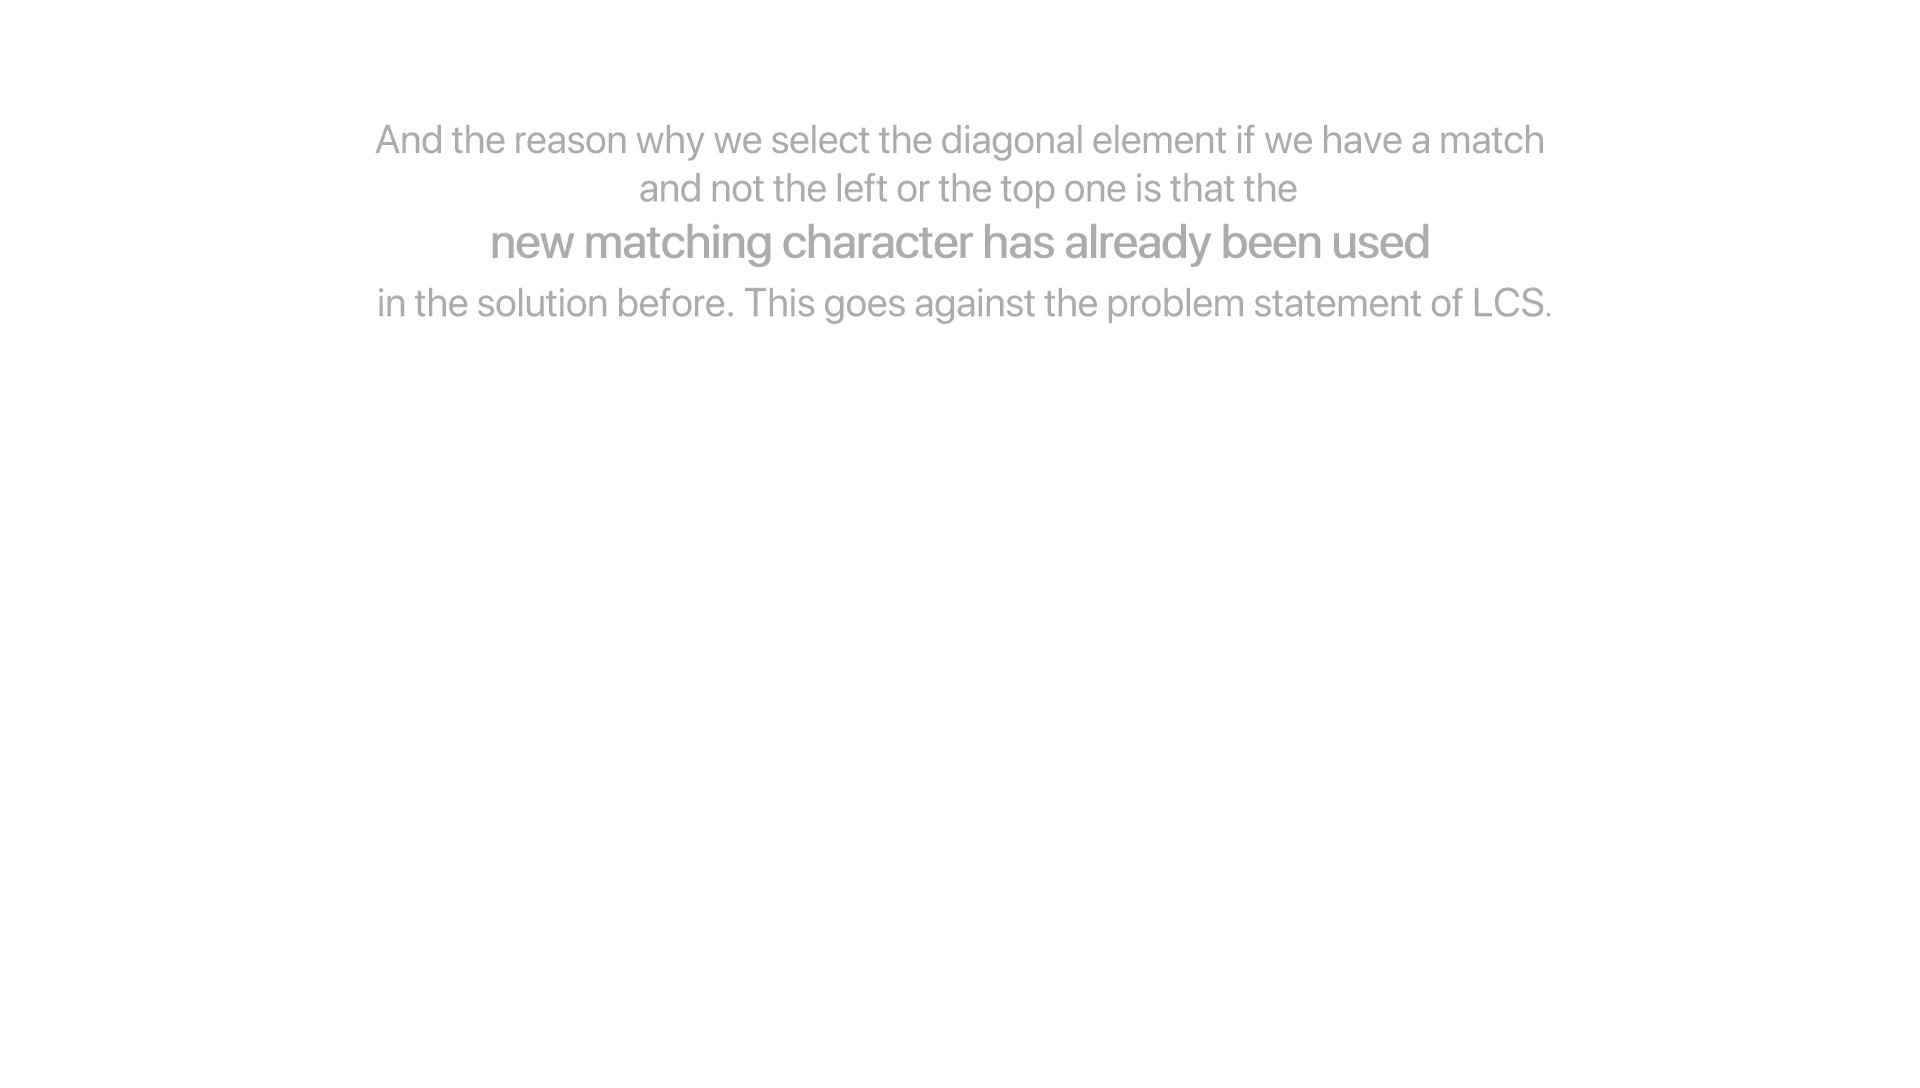 And the reason why we select the diagonal element if we have a match
and not the left or the top one is that the
new matching character has already been used
in the solution before. This goes against the problem statement of LCS.